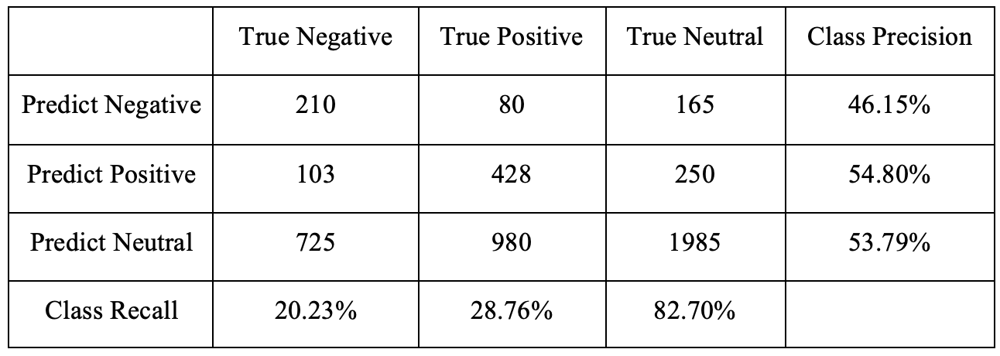 True Negative True Positive True Neutral Class Precision
Predict Negative 210 80 165 46.15%
Predict Positive 103 428 250 54.80%
Predict Neutral 725 980 1985 53.79%
Class Recall 20.23% 28.76% 82.70%